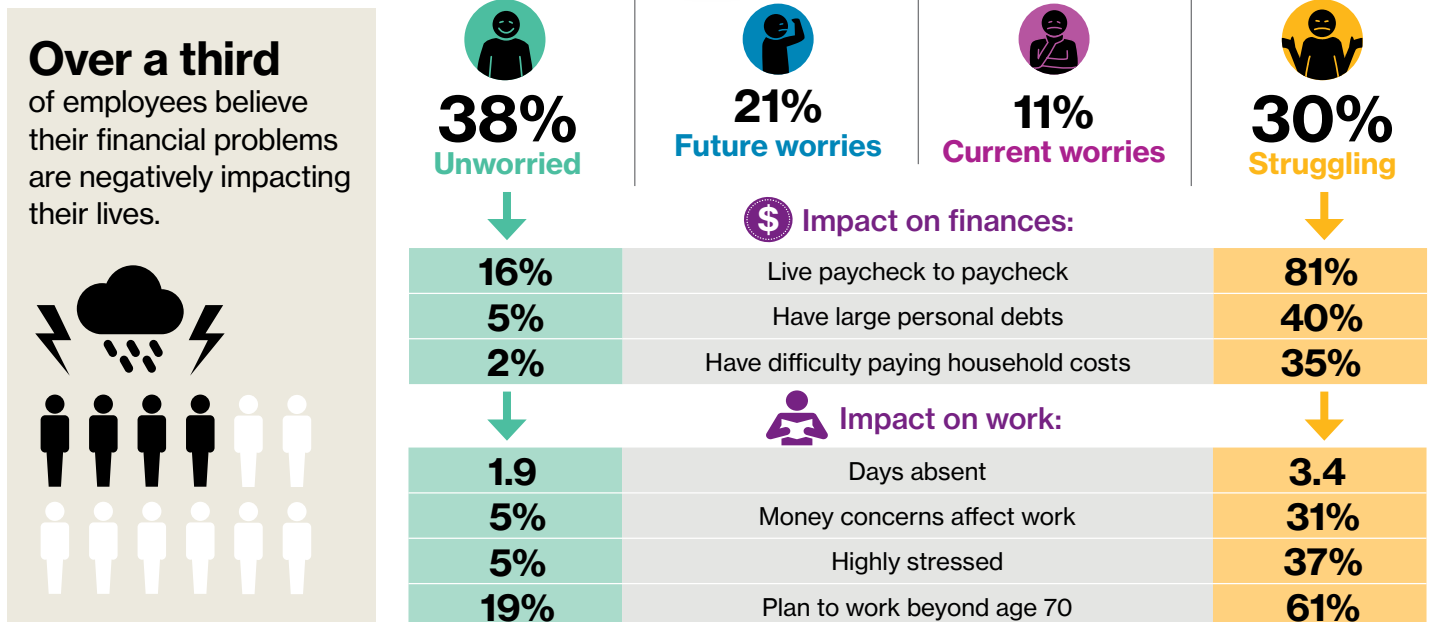 Over a third
of employees believe
their financial problems
are negatively impacting
their lives.
38%
Unworried
21%
Future worries
11%
Current worries
30%
Struggling
$ Impact on finances:
16% Live paycheck to paycheck 81%
5% Have large personal debts 40%
2% Have difficulty paying household costs 35%
Impact on work:
1.9 Days absent 3.4
5% Money concerns affect work 31%
5% Highly stressed 37%
19% Plan to work beyond age 70 61%